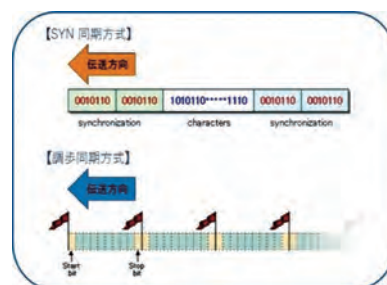 【SYN 同期方式】
伝送方向
0010110 0010110 1010110*****1110 0010110 0010110
synchronization characters synchronization
【調歩同期方式】
伝送方向
Start bit
Stop bit